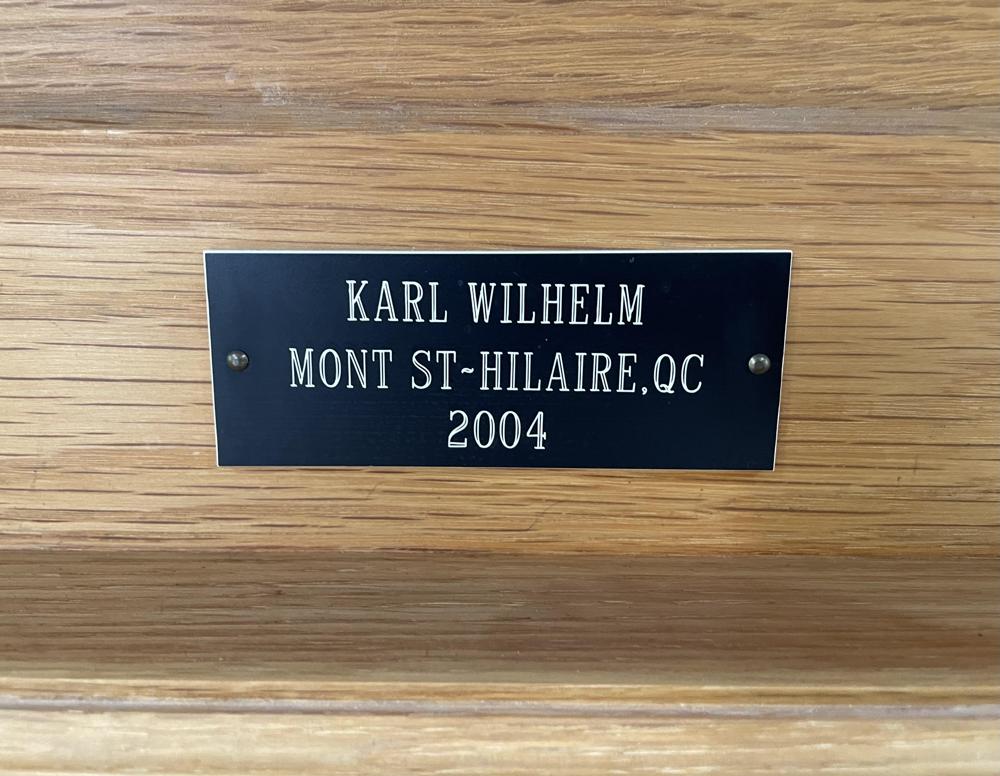 KARL WILHELM
MONT ST~HILAIRE,QC
2004